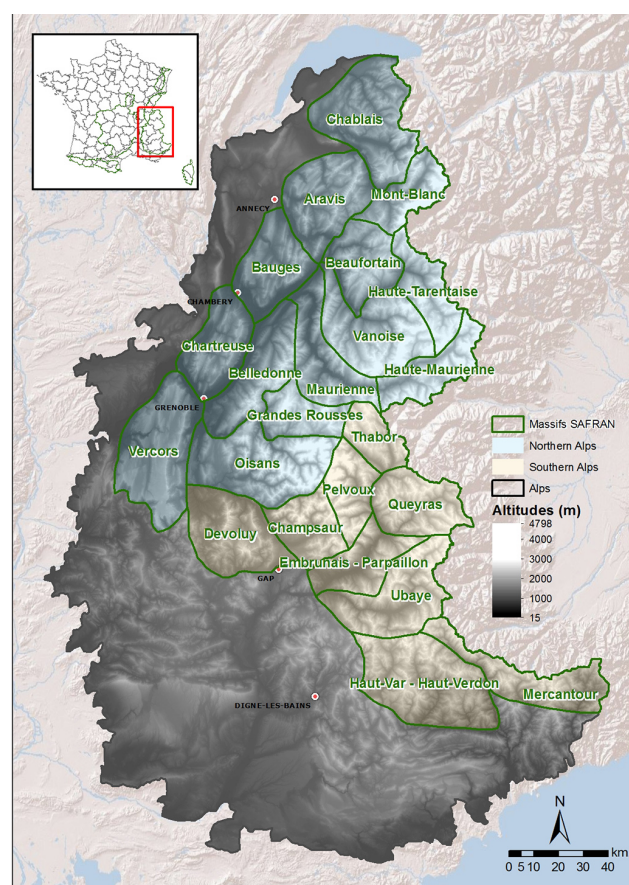 Chablais
Mont-Blanc
Aravis
ANNECY
Bauges
Beaufortain
CHAMBERY
Haute-Tarentaise
Chartreuse
Vanoise
Belledonne
Haute-Maurienne
Maurienne
GRENOBLE
Grandes Rousses
Thabor
Vercors
Oisans
Pelvoux
Queyras
Devoluy
Champsaur
Embrunais - Parpaillon
GAP
Ubaye
Haut-Var - Haut-Verdon
Mercantour
DIGNE-LES-BAINS
Massifs SAFRAN
Northern Alps
Southern Alps
Alps
Altitudes (m)
4798
4000
3000
2000
1000
15
N
0 5 10 20 30 40
km